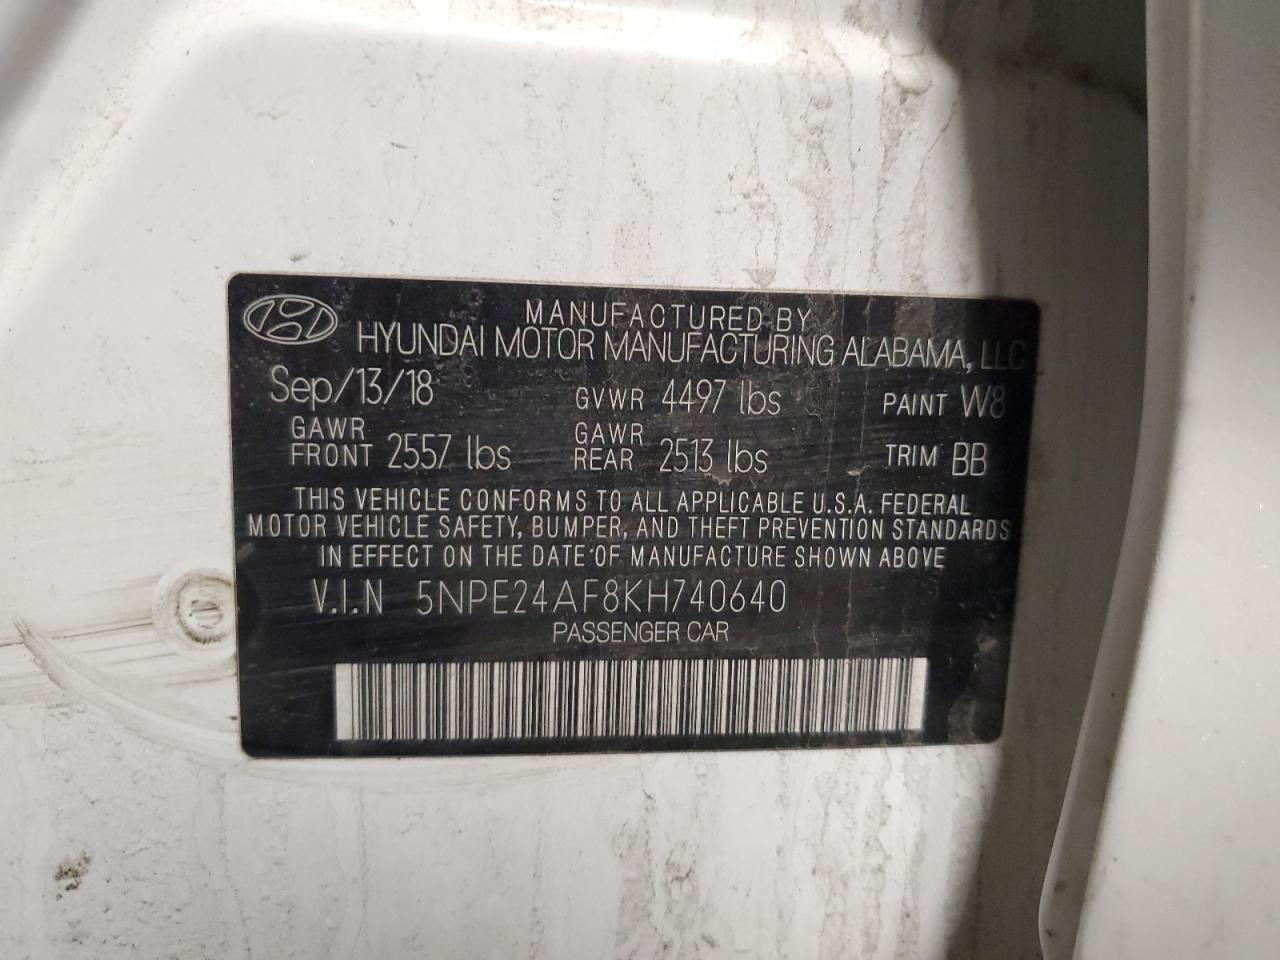 MANUFACTURED BY
HYUNDAI MOTOR MANUFACTURING ALABAMA, LLC
Sep/13/18 GVWR 4497 lbs PAINT W8
GAWR FRONT 2557 lbs GAWR REAR 2513 lbs TRIM BB
THIS VEHICLE CONFORMS TO ALL APPLICABLE U.S.A. FEDERAL
MOTOR VEHICLE SAFETY, BUMPER, AND THEFT PREVENTION STANDARDS
IN EFFECT ON THE DATE OF MANUFACTURE SHOWN ABOVE
V.I.N 5NPE24AF8KH740640
PASSENGER CAR